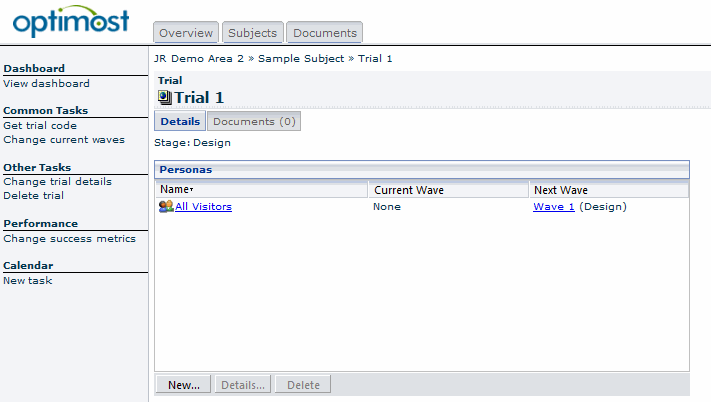 optimost
Overview Subjects Documents
JR Demo Area 2 » Sample Subject » Trial 1
Dashboard
View dashboard
Common Tasks
Get trial code
Change current waves
Other Tasks
Change trial details
Delete trial
Performance
Change success metrics
Calendar
New task
Trial
Trial 1
Details Documents (0)
Stage: Design
Personas
Name Current Wave Next Wave
All Visitors None Wave 1 (Design)
New... Details... Delete